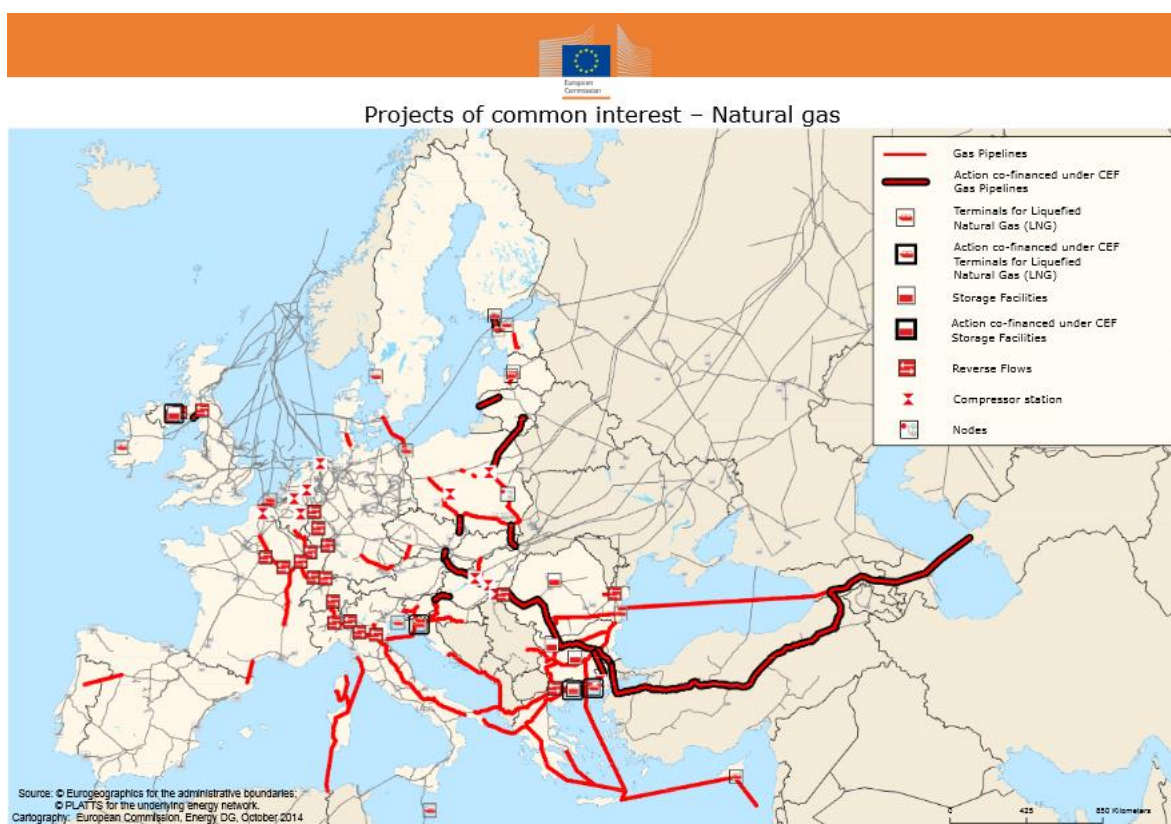 European
Commission
Projects of common interest – Natural gas
Gas Pipelines
Action co-financed under CEF
Gas Pipelines
Terminals for Liquefied
Natural Gas (LNG)
Action co-financed under CEF
Terminals for Liquefied
Natural Gas (LNG)
Storage Facilities
Action co-financed under CEF
Storage Facilities
Reverse Flows
Compressor station
Nodes
Source: © Eurogeographics for the administrative boundaries;
© PLATTS for the underlying energy network.
Cartography: European Commission, Energy DG, October 2014
0 425 850 Kilometers